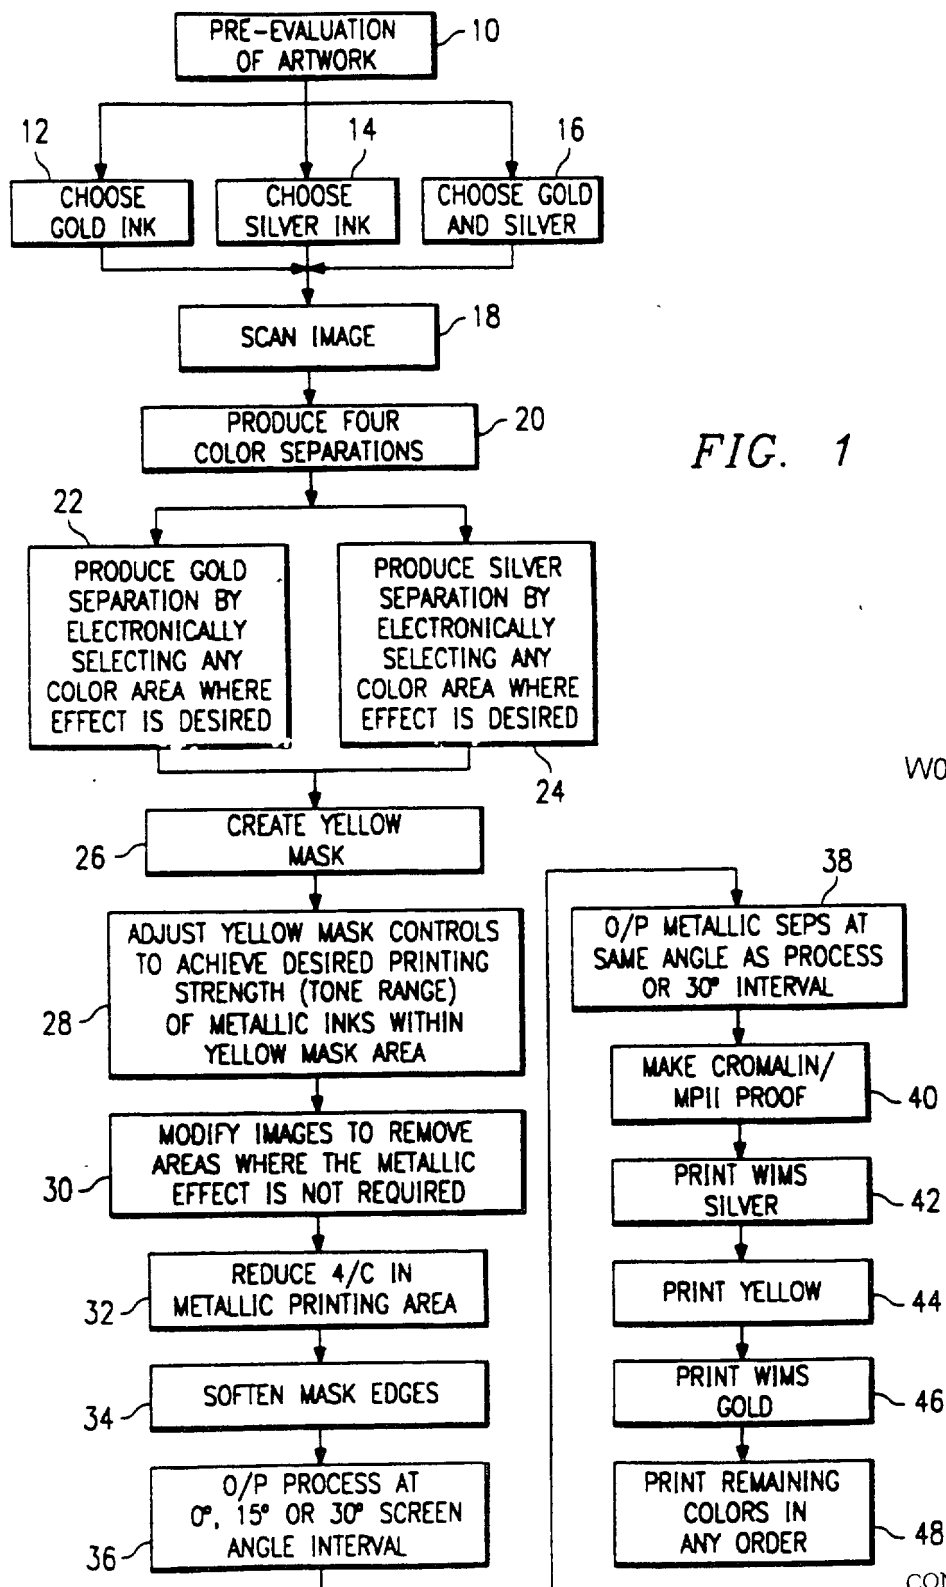 PRE-EVALUATION
OF ARTWORK
10
12
14
16
CHOOSE
GOLD INK
CHOOSE
SILVER INK
CHOOSE GOLD
AND SILVER
SCAN IMAGE
18
PRODUCE FOUR
COLOR SEPARATIONS
20
FIG. 1
22
PRODUCE GOLD
SEPARATION BY
ELECTRONICALLY
SELECTING ANY
COLOR AREA WHERE
EFFECT IS DESIRED
PRODUCE SILVER
SEPARATION BY
ELECTRONICALLY
SELECTING ANY
COLOR AREA WHERE
EFFECT IS DESIRED
24
CREATE YELLOW
MASK
26
ADJUST YELLOW MASK CONTROLS
TO ACHIEVE DESIRED PRINTING
STRENGTH (TONE RANGE)
OF METALLIC INKS WITHIN
YELLOW MASK AREA
28
MODIFY IMAGES TO REMOVE
AREAS WHERE THE METALLIC
EFFECT IS NOT REQUIRED
30
REDUCE 4/C IN
METALLIC PRINTING AREA
32
SOFTEN MASK EDGES
34
O/P PROCESS AT
0°, 15° OR 30° SCREEN
ANGLE INTERVAL
36
38
O/P METALLIC SEPS AT
SAME ANGLE AS PROCESS
OR 30° INTERVAL
MAKE CROMALIN/
MPII PROOF
40
PRINT WIMS
SILVER
42
PRINT YELLOW
44
PRINT WIMS
GOLD
46
PRINT REMAINING
COLORS IN
ANY ORDER
48